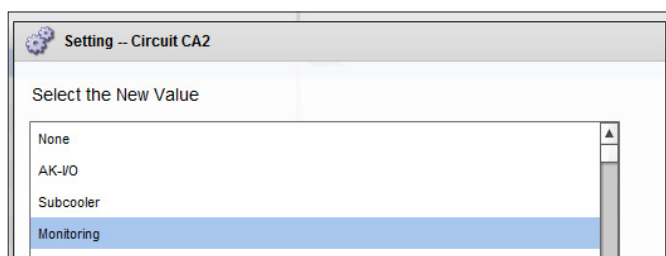 Setting -- Circuit CA2
Select the New Value
None
AK-I/O
Subcooler
Monitoring